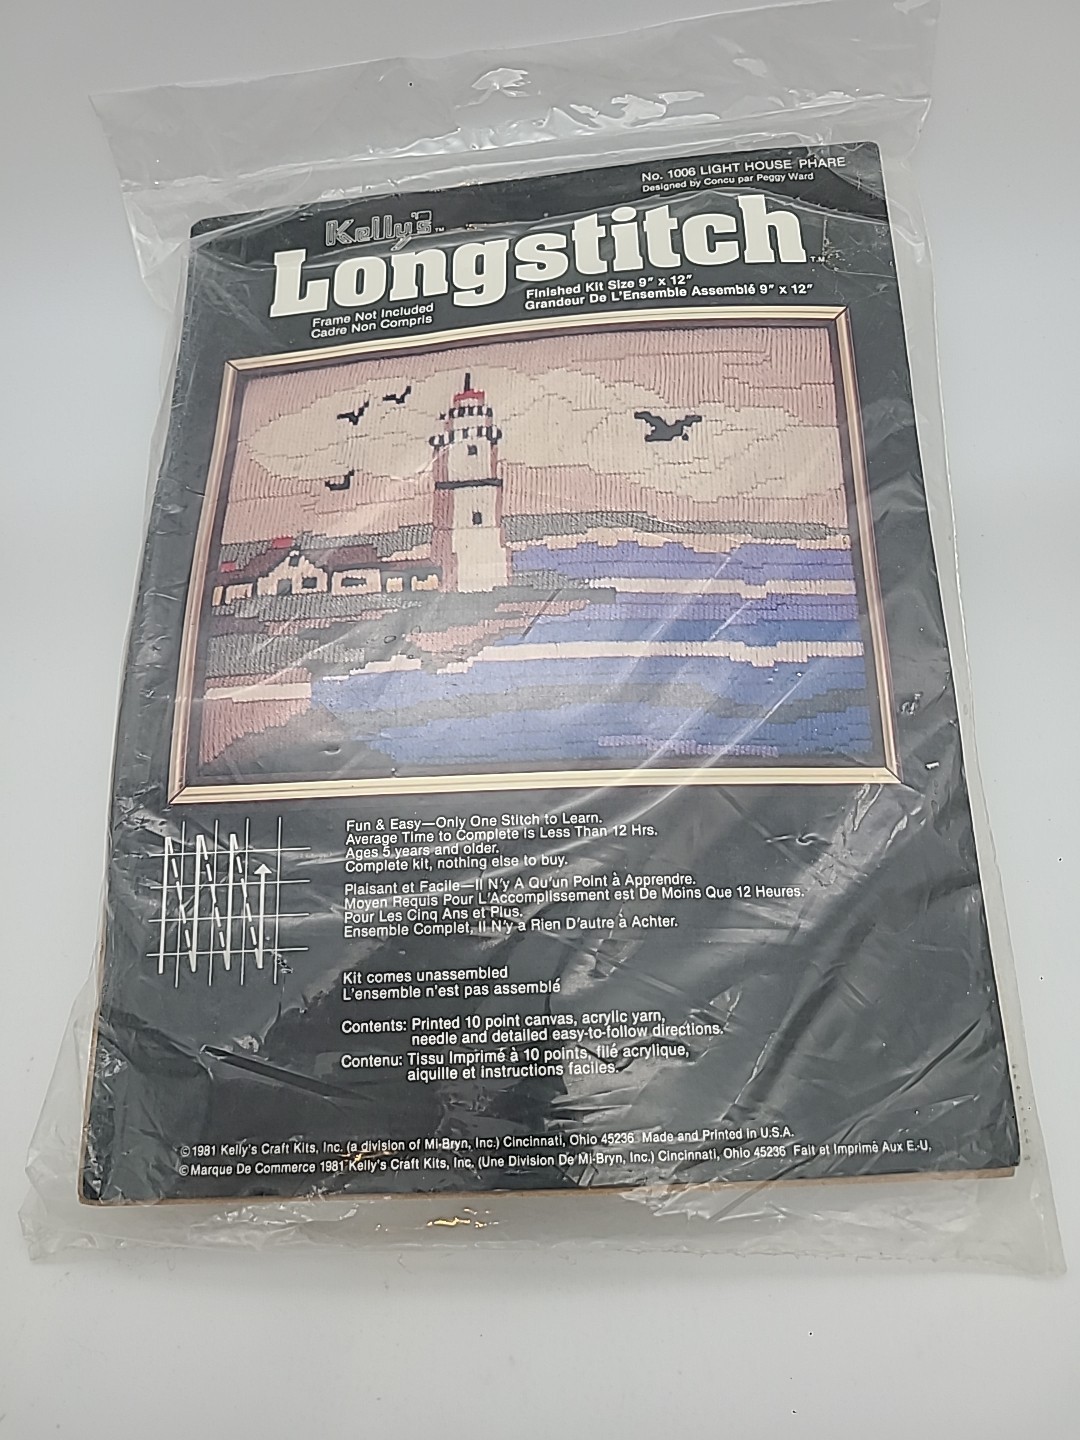 No. 1006 LIGHT HOUSE PHARE
Designed by Concu par Peggy Ward
Kelly's™
Longstitch T.M.
Finished Kit Size 9" x 12"
Grandeur De L'Ensemble Assemblé 9" x 12"
Frame Not Included
Cadre Non Compris
Fun & Easy—Only One Stitch to Learn.
Average Time to Complete is Less Than 12 Hrs.
Ages 5 years and older.
Complete kit, nothing else to buy.
Plaisant et Facile—Il N'y A Qu'un Point à Apprendre.
Moyen Requis Pour L'Accomplissement est De Moins Que 12 Heures.
Pour Les Cinq Ans et Plus.
Ensemble Complet, Il N'y a Rien D'autre à Achter.
Kit comes unassembled
L'ensemble n'est pas assemblé
Contents: Printed 10 point canvas, acrylic yarn,
needle and detailed easy-to-follow directions.
Contenu: Tissu Imprimé à 10 points, filé acrylique,
aiquille et instructions faciles.
©1981 Kelly's Craft Kits, Inc. (a division of Mi-Bryn, Inc.) Cincinnati, Ohio 45236 Made and Printed in U.S.A.
©Marque De Commerce 1981 Kelly's Craft Kits, Inc. (Une Division De Mi-Bryn, Inc.) Cincinnati, Ohio 45236 Fait et Imprimé Aux E.-U.